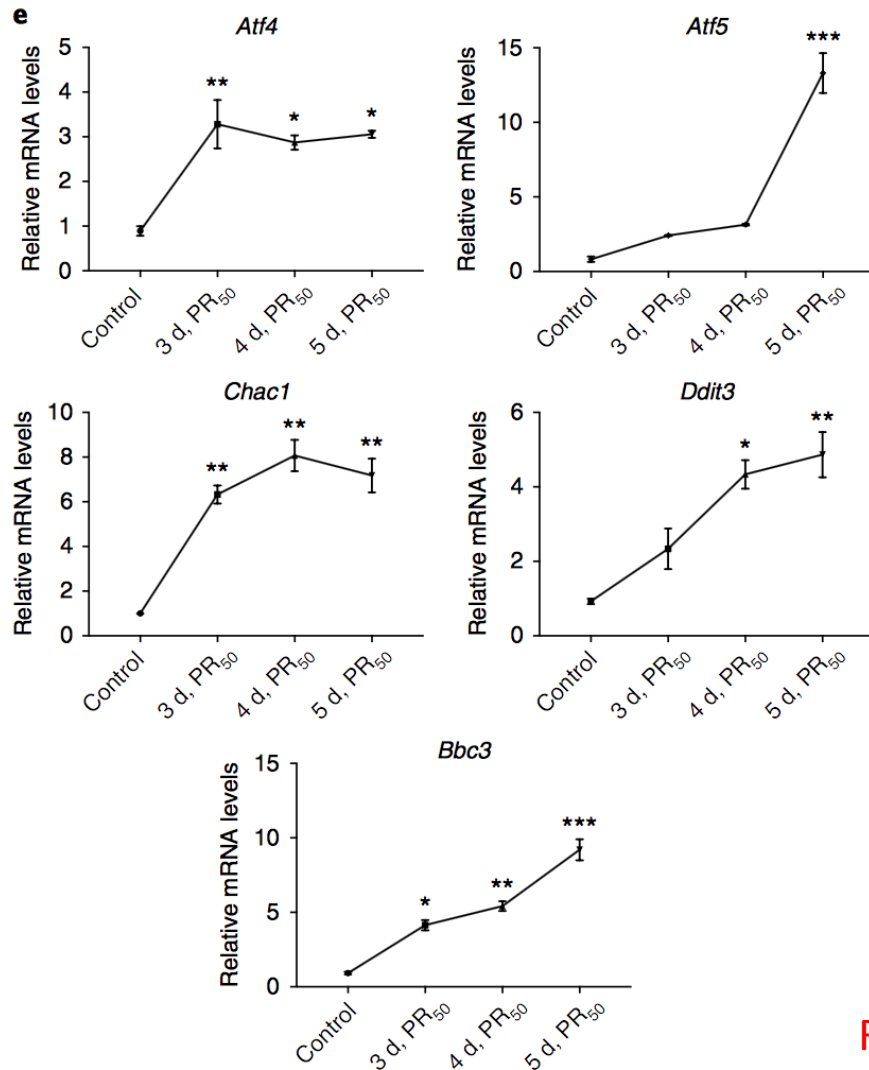 e
Atf4
Relative mRNA levels
5
4
3
2
1
0
**
*
*
Control
3 d, PR₅₀
4 d, PR₅₀
5 d, PR₅₀
Atf5
Relative mRNA levels
15
10
5
0
***
Control
3 d, PR₅₀
4 d, PR₅₀
5 d, PR₅₀
Chac1
Relative mRNA levels
10
8
6
4
2
0
**
**
**
Control
3 d, PR₅₀
4 d, PR₅₀
5 d, PR₅₀
Ddit3
Relative mRNA levels
6
4
2
0
*
**
Control
3 d, PR₅₀
4 d, PR₅₀
5 d, PR₅₀
Bbc3
Relative mRNA levels
15
10
5
0
*
**
***
Control
3 d, PR₅₀
4 d, PR₅₀
5 d, PR₅₀